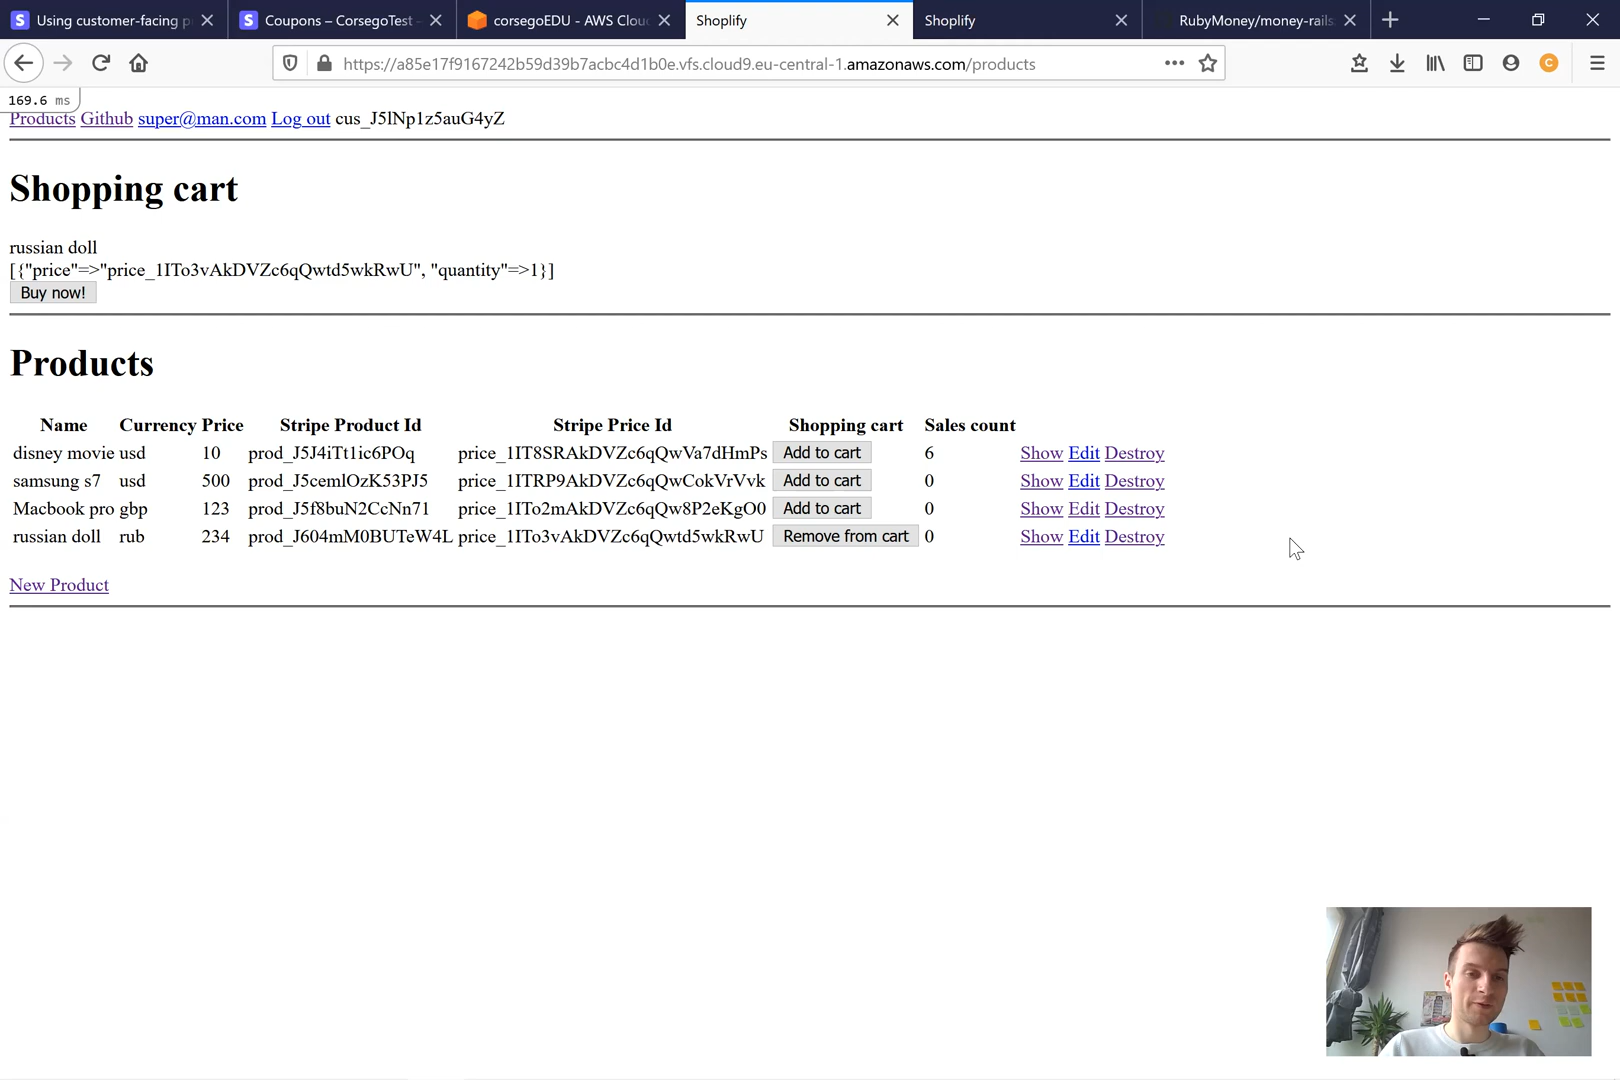 Using customer-facing p
Coupons – CorsegoTest
corsegoEDU - AWS Clou
Shoplify
Shoplify
RubyMoney/money-rails
https://a85e17f9167242b59d39b7acbc4d1b0e.vfs.cloud9.eu-central-1.amazonaws.com/products
C
169.6 ms
Products Github super@man.com Log out cus_J5lNp1z5auG4yZ
Shopping cart
russian doll
[{"price"=>"price_1ITo3vAkDVZc6qQwtd5wkRwU", "quantity"=>1}]
Buy now!
Products
Name Currency Price Stripe Product Id Stripe Price Id Shopping cart Sales count
disney movie usd 10 prod_J5J4iTt1ic6POq price_1IT8SRAkDVZc6qQwVa7dHmPs Add to cart 6 Show Edit Destroy
samsung s7 usd 500 prod_J5cemlOzK53PJ5 price_1ITRP9AkDVZc6qQwCokVrVvk Add to cart 0 Show Edit Destroy
Macbook pro gbp 123 prod_J5f8buN2CcNn71 price_1ITo2mAkDVZc6qQw8P2eKgO0 Add to cart 0 Show Edit Destroy
russian doll rub 234 prod_J604mM0BUTeW4L price_1ITo3vAkDVZc6qQwtd5wkRwU Remove from cart 0 Show Edit Destroy
New Product